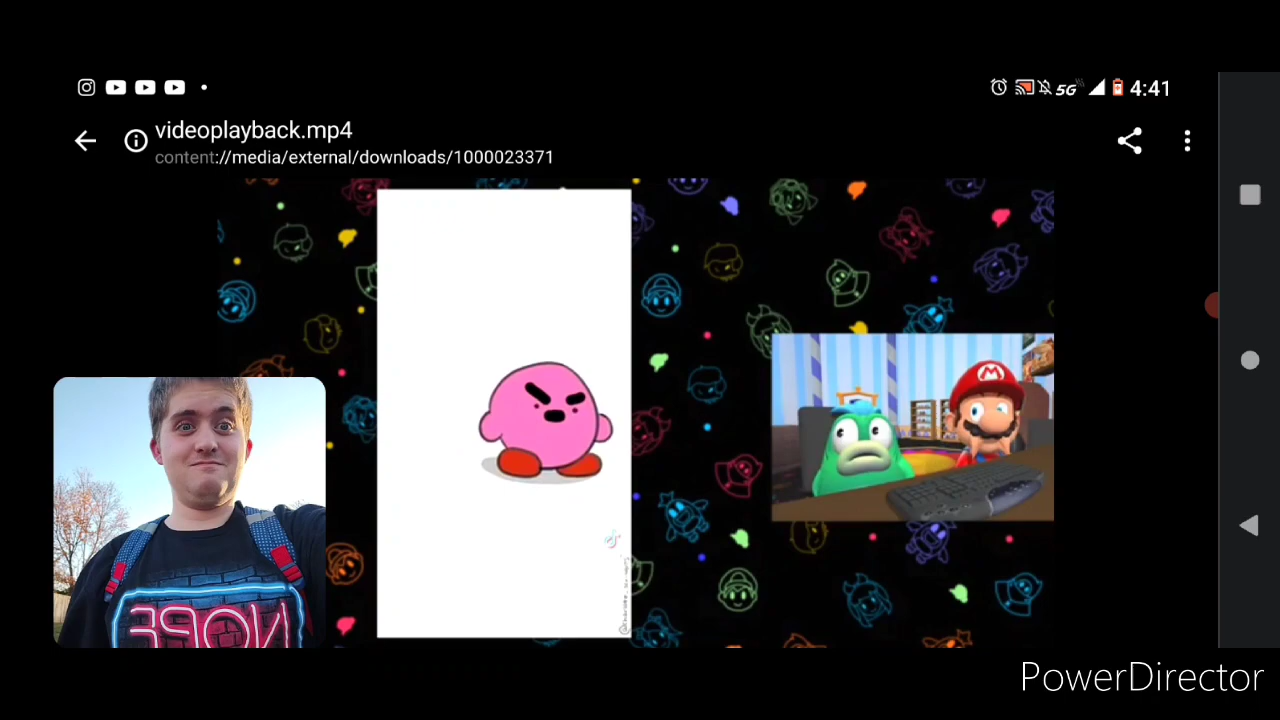 5G
4:41
videoplayback.mp4
content://media/external/downloads/1000023371
M
NOPE
PowerDirector